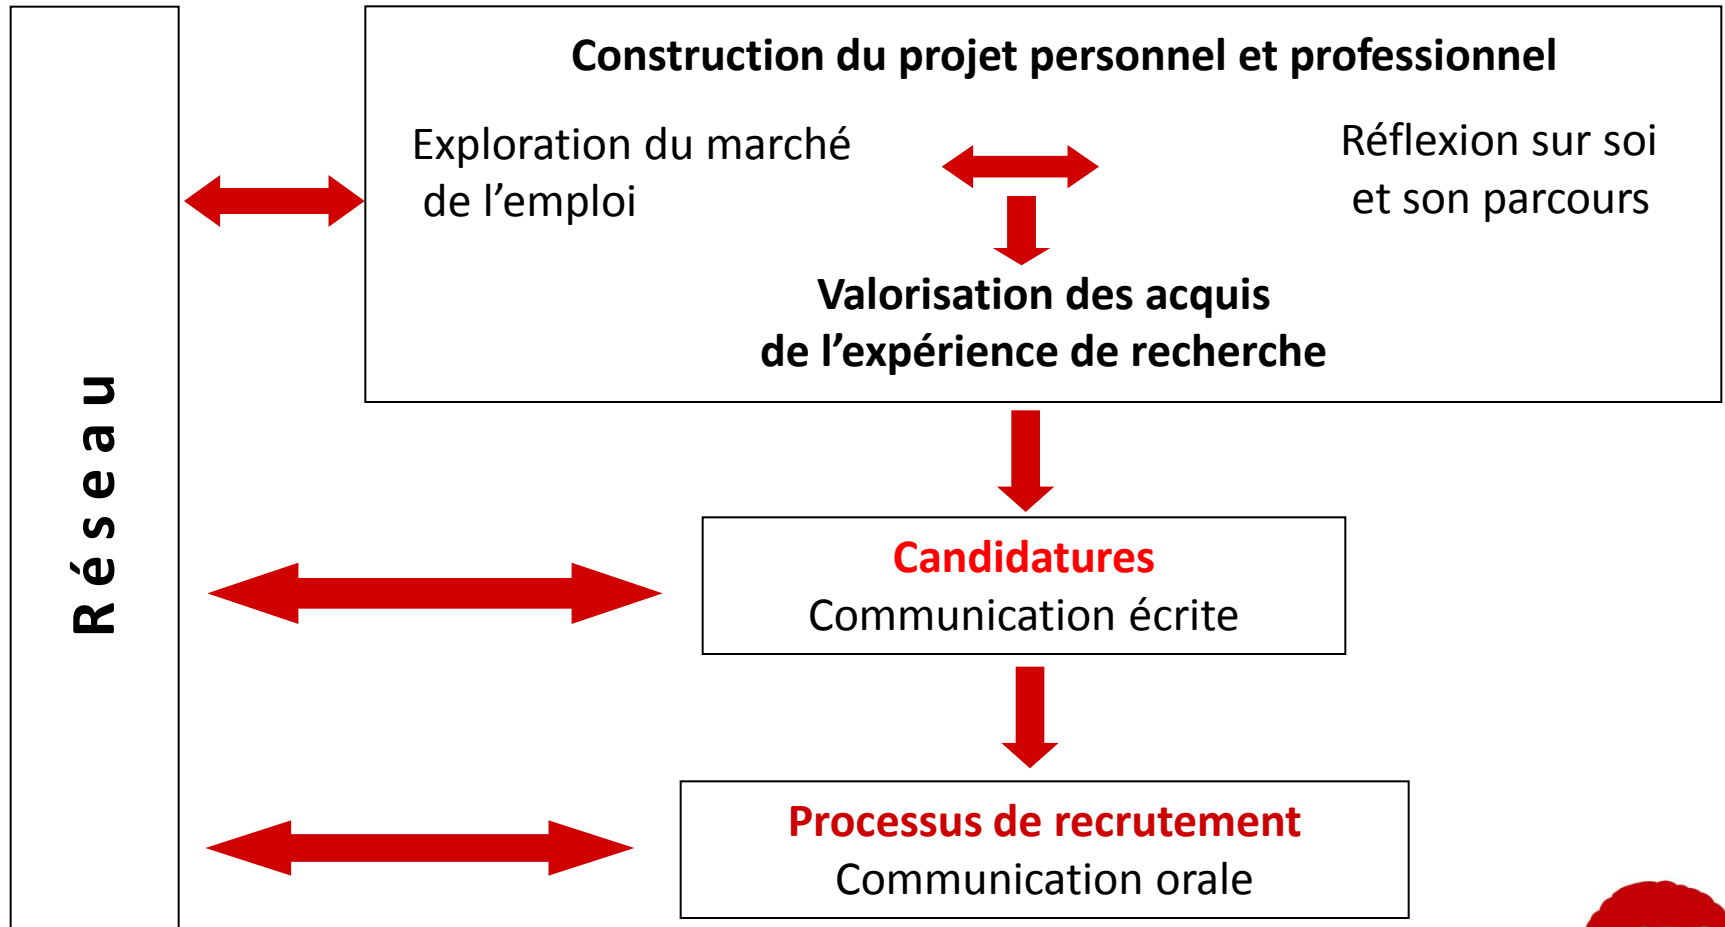 Réseau
Construction du projet personnel et professionnel
Exploration du marché
de l’emploi
Réflexion sur soi
et son parcours
Valorisation des acquis
de l’expérience de recherche
Candidatures
Communication écrite
Processus de recrutement
Communication orale